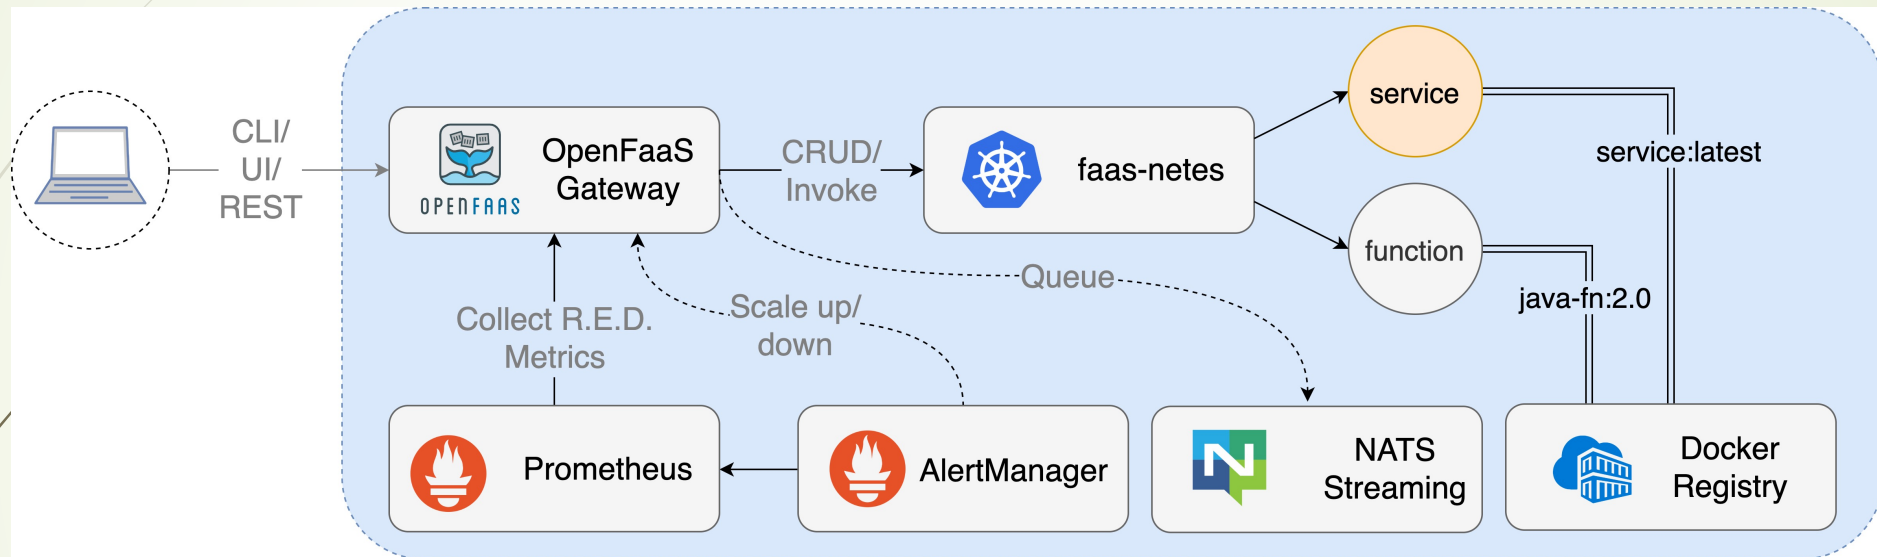 CLI/
UI/
REST
OPENFAAS
OpenFaaS
Gateway
CRUD/
Invoke
faas-netes
service
service:latest
function
java-fn:2.0
Queue
Scale up/
down
Collect R.E.D.
Metrics
Prometheus
AlertManager
N
NATS
Streaming
Docker
Registry